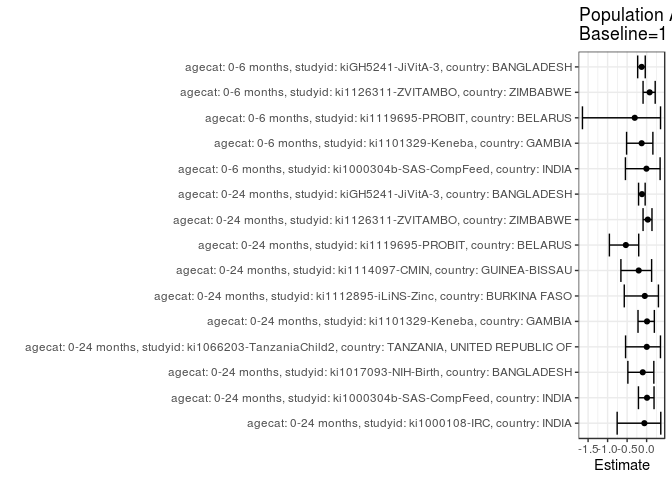 Population A
Baseline=1
agecat: 0-6 months, studyid: kiGH5241-JiVitA-3, country: BANGLADESH
agecat: 0-6 months, studyid: ki1126311-ZVITAMBO, country: ZIMBABWE
agecat: 0-6 months, studyid: ki1119695-PROBIT, country: BELARUS
agecat: 0-6 months, studyid: ki1101329-Keneba, country: GAMBIA
agecat: 0-6 months, studyid: ki1000304b-SAS-CompFeed, country: INDIA
agecat: 0-24 months, studyid: kiGH5241-JiVitA-3, country: BANGLADESH
agecat: 0-24 months, studyid: ki1126311-ZVITAMBO, country: ZIMBABWE
agecat: 0-24 months, studyid: ki1119695-PROBIT, country: BELARUS
agecat: 0-24 months, studyid: ki1114097-CMIN, country: GUINEA-BISSAU
agecat: 0-24 months, studyid: ki1112895-iLiNS-Zinc, country: BURKINA FASO
agecat: 0-24 months, studyid: ki1101329-Keneba, country: GAMBIA
agecat: 0-24 months, studyid: ki1066203-TanzaniaChild2, country: TANZANIA, UNITED REPUBLIC OF
agecat: 0-24 months, studyid: ki1017093-NIH-Birth, country: BANGLADESH
agecat: 0-24 months, studyid: ki1000304b-SAS-CompFeed, country: INDIA
agecat: 0-24 months, studyid: ki1000108-IRC, country: INDIA
-1.5 -1.0 -0.5 0.0
Estimate